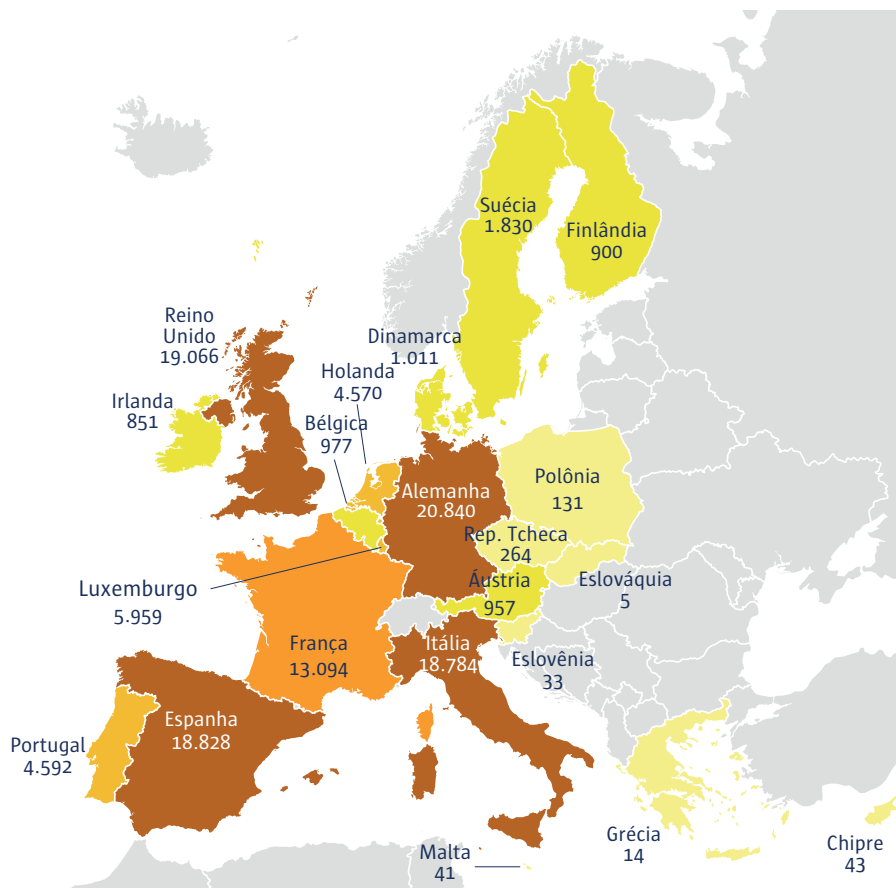 Suécia
1.830
Finlândia
900
Reino
Unido
19.066
Dinamarca
1.011
Holanda
4.570
Irlanda
851
Bélgica
977
Alemanha
20.840
Polônia
131
Rep. Tcheca
264
Luxemburgo
5.959
Áustria
957
Eslováquia
5
França
13.094
Itália
18.784
Eslovênia
33
Espanha
18.828
Portugal
4.592
Grécia
14
Chipre
43
Malta
41